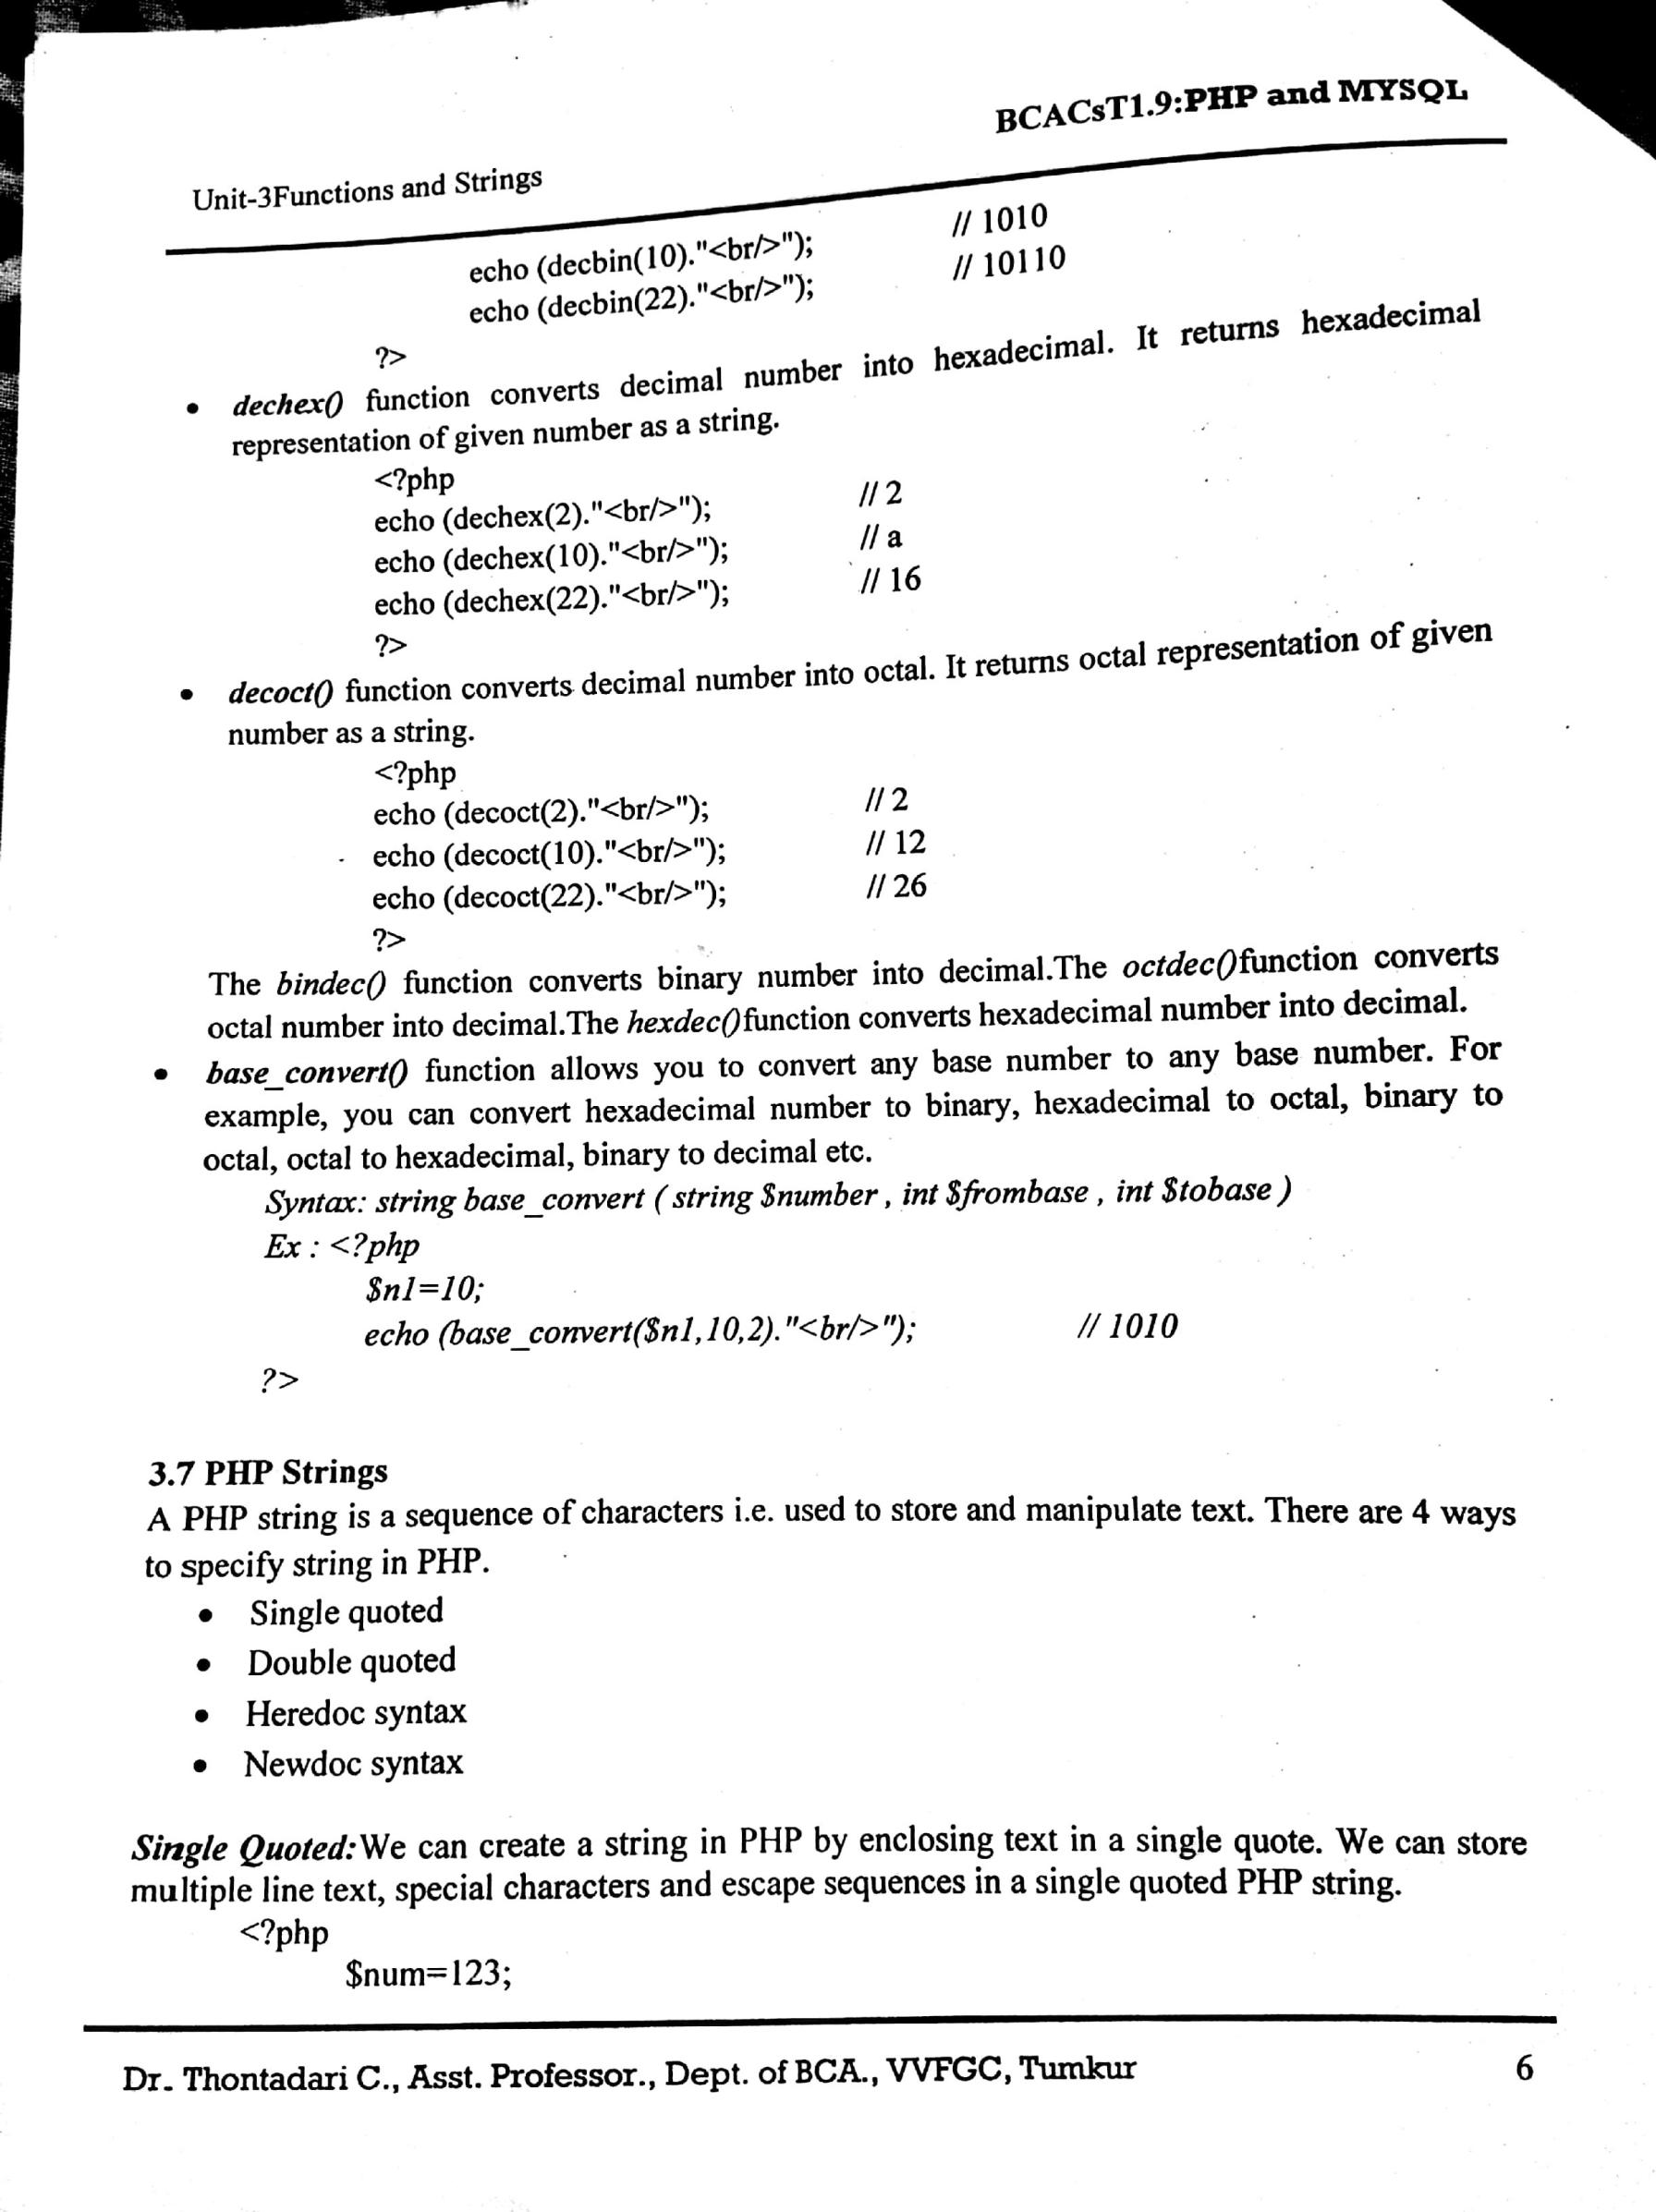 BCACsT1.9:PHP and MYSQL
Unit-3Functions and Strings
echo (decbin(10)."<br/>"); // 1010
echo (decbin(22)."<br/>"); // 10110
?>
• dechex() function converts decimal number into hexadecimal. It returns hexadecimal
representation of given number as a string.
<?php
echo (dechex(2)."<br/>"); // 2
echo (dechex(10)."<br/>"); // a
echo (dechex(22)."<br/>"); // 16
?>
• decoct() function converts decimal number into octal. It returns octal representation of given
number as a string.
<?php
echo (decoct(2)."<br/>"); // 2
echo (decoct(10)."<br/>"); // 12
echo (decoct(22)."<br/>"); // 26
?>
The bindec() function converts binary number into decimal.The octdec()function converts
octal number into decimal.The hexdec()function converts hexadecimal number into decimal.
• base_convert() function allows you to convert any base number to any base number. For
example, you can convert hexadecimal number to binary, hexadecimal to octal, binary to
octal, octal to hexadecimal, binary to decimal etc.
Syntax: string base_convert ( string $number , int $frombase , int $tobase )
Ex : <?php
$n1=10;
echo (base_convert($n1,10,2)."<br/>"); // 1010
?>
3.7 PHP Strings
A PHP string is a sequence of characters i.e. used to store and manipulate text. There are 4 ways
to specify string in PHP.
• Single quoted
• Double quoted
• Heredoc syntax
• Newdoc syntax
Single Quoted:We can create a string in PHP by enclosing text in a single quote. We can store
multiple line text, special characters and escape sequences in a single quoted PHP string.
<?php
$num=123;
Dr. Thontadari C., Asst. Professor., Dept. of BCA., VVFGC, Tumkur 6